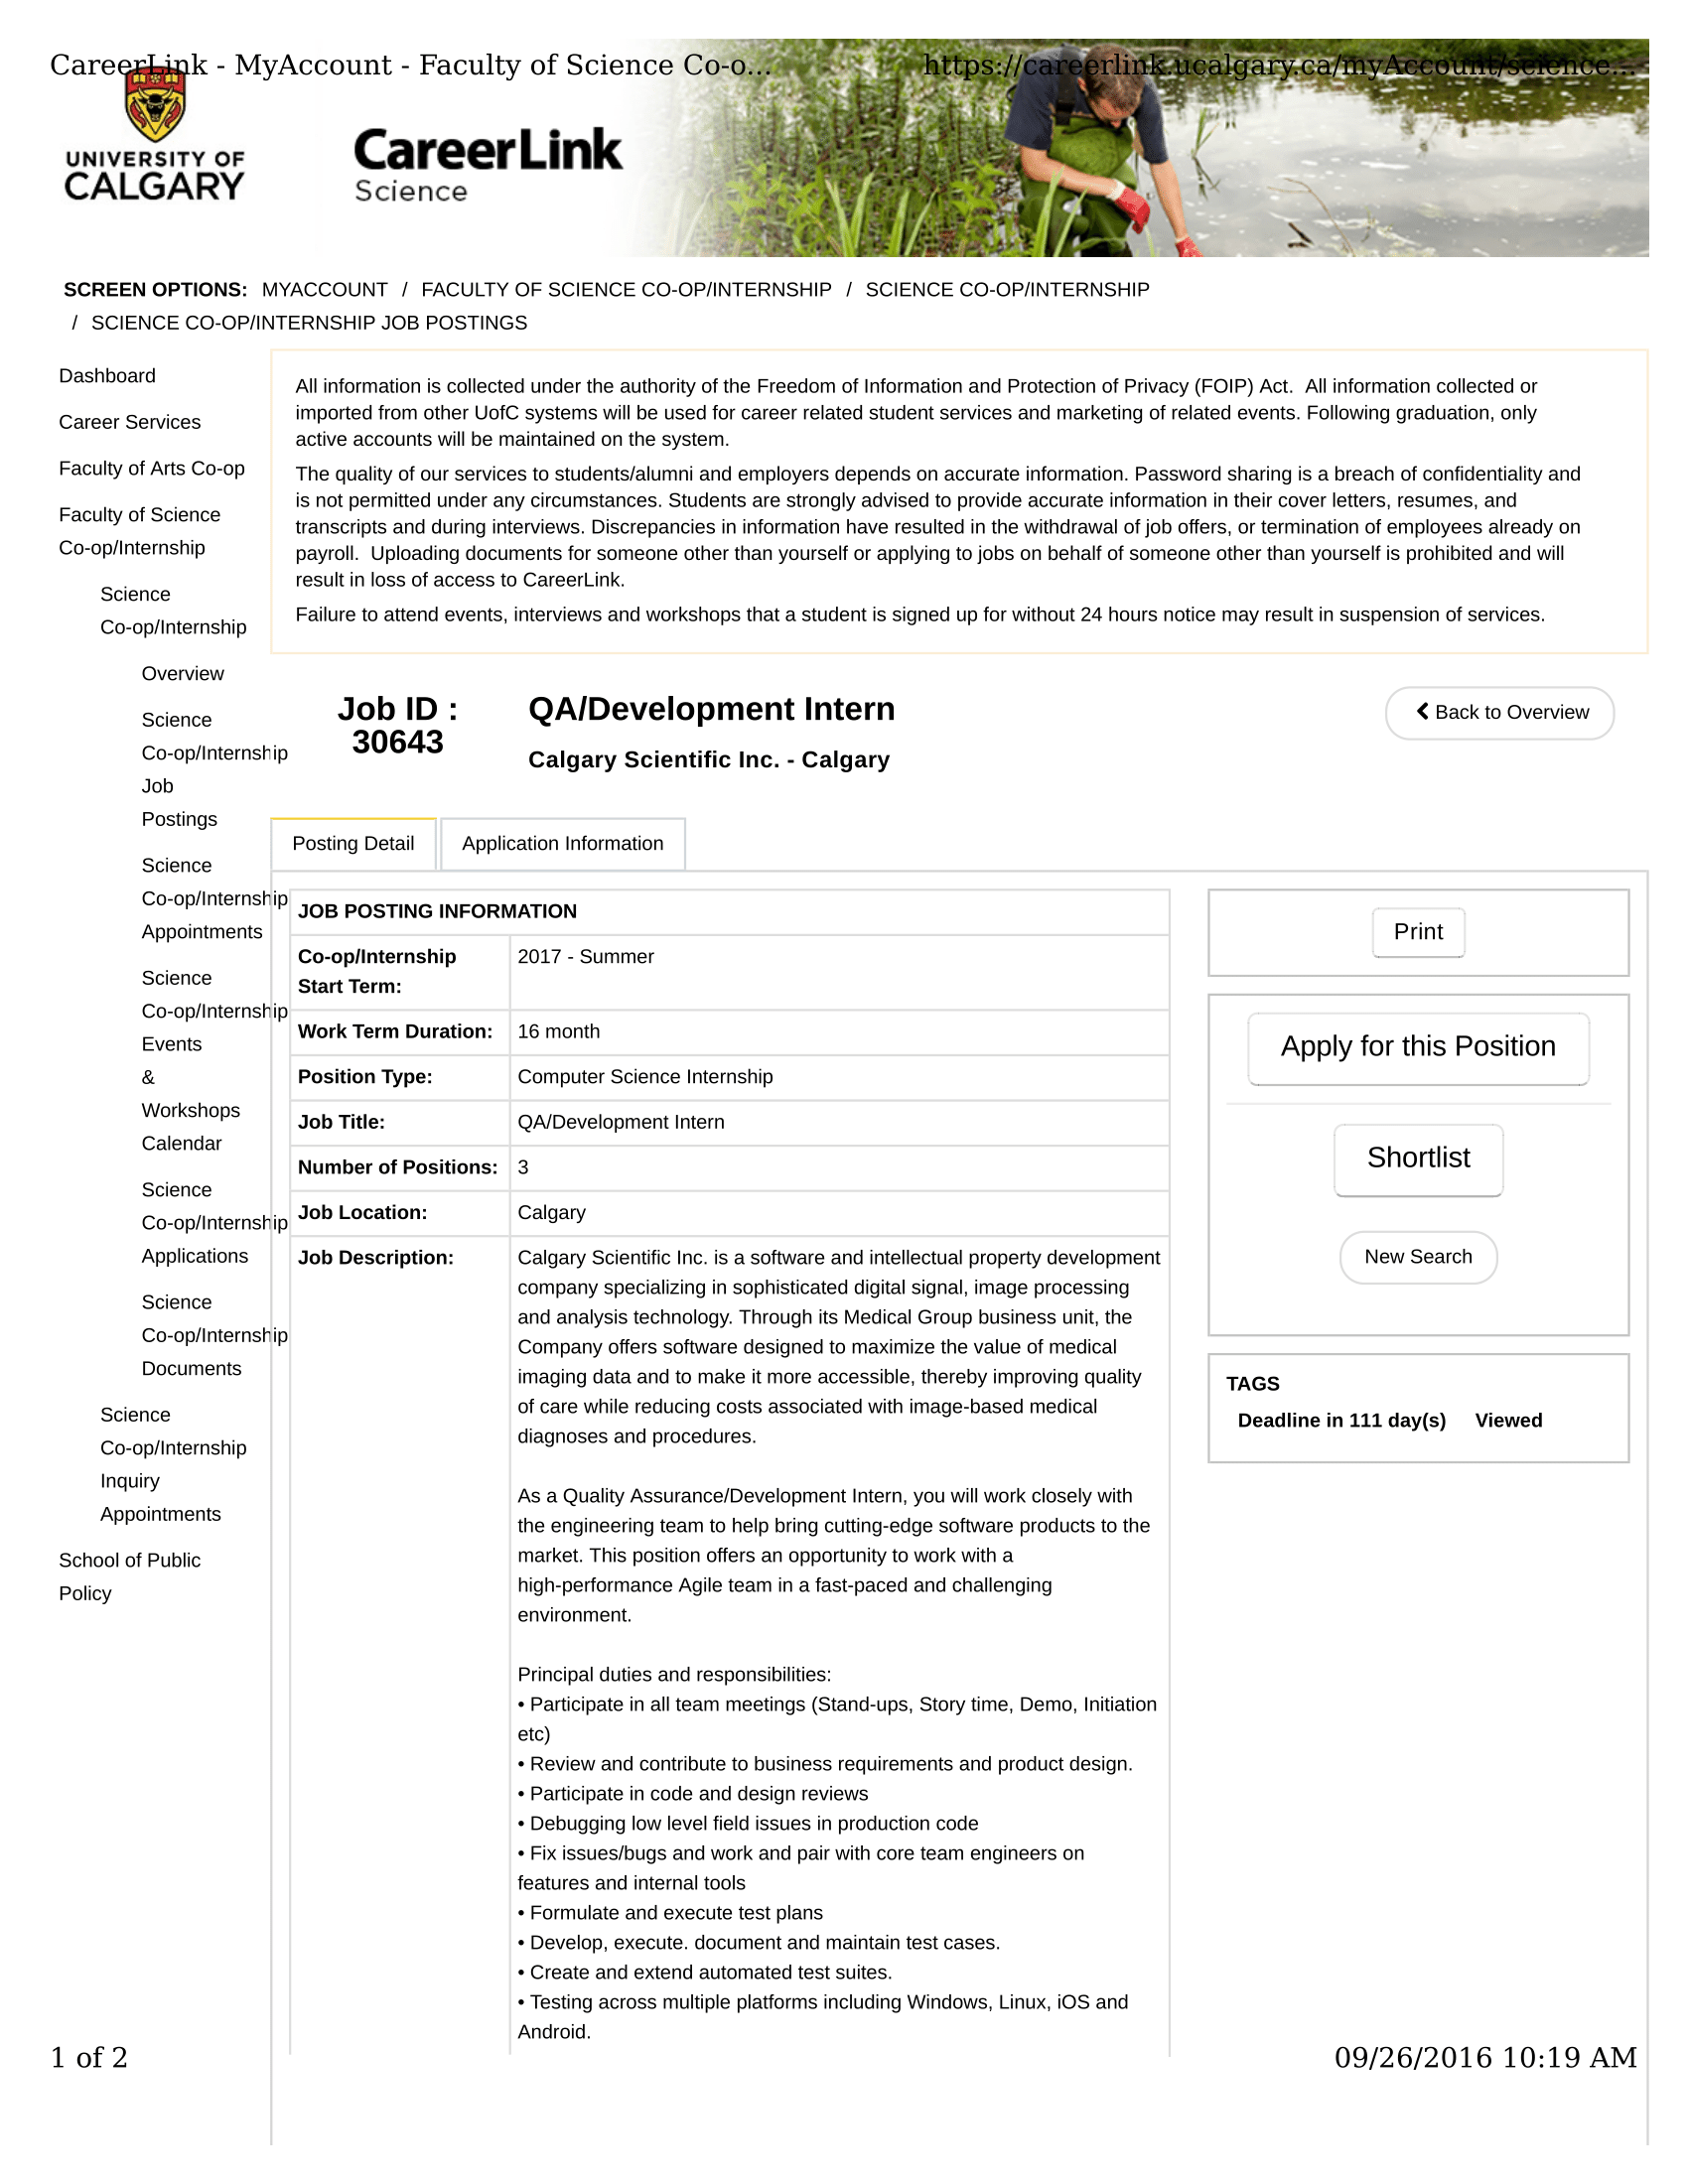 CareerLink - MyAccount - Faculty of Science Co-o...
https://careerlink.ucalgary.ca/myAccount/science...
UNIVERSITY OF
CALGARY
CareerLink
Science
SCREEN OPTIONS: MYACCOUNT / FACULTY OF SCIENCE CO-OP/INTERNSHIP / SCIENCE CO-OP/INTERNSHIP
/ SCIENCE CO-OP/INTERNSHIP JOB POSTINGS
Dashboard
Career Services
Faculty of Arts Co-op
Faculty of Science
Co-op/Internship
Science
Co-op/Internship
Overview
Science
Co-op/Internship
Job
Postings
Science
Co-op/Internship
Appointments
Science
Co-op/Internship
Events
&
Workshops
Calendar
Science
Co-op/Internship
Applications
Science
Co-op/Internship
Documents
Science
Co-op/Internship
Inquiry
Appointments
School of Public
Policy
All information is collected under the authority of the Freedom of Information and Protection of Privacy (FOIP) Act.  All information collected or
imported from other UofC systems will be used for career related student services and marketing of related events. Following graduation, only
active accounts will be maintained on the system.
The quality of our services to students/alumni and employers depends on accurate information. Password sharing is a breach of confidentiality and
is not permitted under any circumstances. Students are strongly advised to provide accurate information in their cover letters, resumes, and
transcripts and during interviews. Discrepancies in information have resulted in the withdrawal of job offers, or termination of employees already on
payroll.  Uploading documents for someone other than yourself or applying to jobs on behalf of someone other than yourself is prohibited and will
result in loss of access to CareerLink.
Failure to attend events, interviews and workshops that a student is signed up for without 24 hours notice may result in suspension of services.
Job ID :
30643
QA/Development Intern
Calgary Scientific Inc. - Calgary
Back to Overview
Posting Detail
Application Information
JOB POSTING INFORMATION
Co-op/Internship
Start Term:
2017 - Summer
Work Term Duration: 16 month
Position Type: Computer Science Internship
Job Title: QA/Development Intern
Number of Positions: 3
Job Location: Calgary
Job Description:
Calgary Scientific Inc. is a software and intellectual property development
company specializing in sophisticated digital signal, image processing
and analysis technology. Through its Medical Group business unit, the
Company offers software designed to maximize the value of medical
imaging data and to make it more accessible, thereby improving quality
of care while reducing costs associated with image-based medical
diagnoses and procedures.
As a Quality Assurance/Development Intern, you will work closely with
the engineering team to help bring cutting-edge software products to the
market. This position offers an opportunity to work with a
high-performance Agile team in a fast-paced and challenging
environment.
Principal duties and responsibilities:
• Participate in all team meetings (Stand-ups, Story time, Demo, Initiation
etc)
• Review and contribute to business requirements and product design.
• Participate in code and design reviews
• Debugging low level field issues in production code
• Fix issues/bugs and work and pair with core team engineers on
features and internal tools
• Formulate and execute test plans
• Develop, execute. document and maintain test cases.
• Create and extend automated test suites.
• Testing across multiple platforms including Windows, Linux, iOS and
Android.
Print
Apply for this Position
Shortlist
New Search
TAGS
Deadline in 111 day(s) Viewed
1 of 2
09/26/2016 10:19 AM